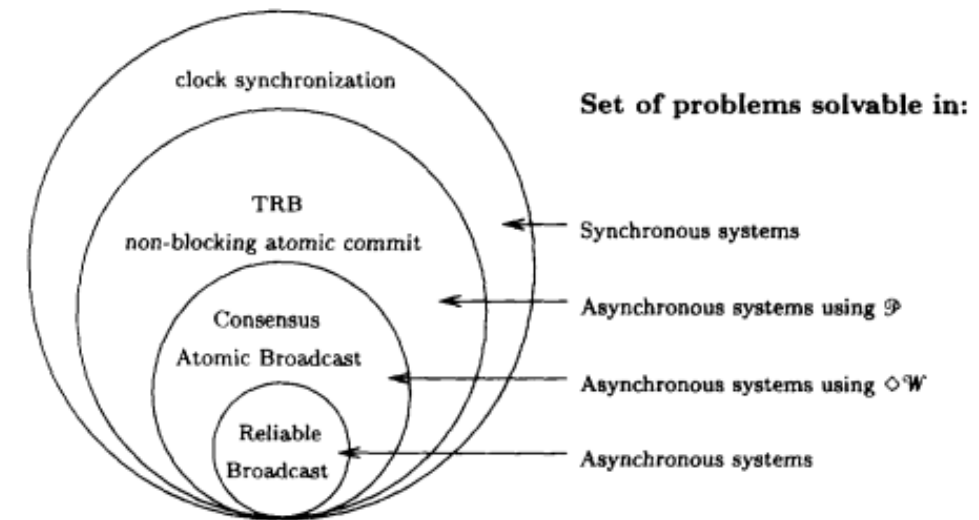 clock synchronization
Set of problems solvable in:
TRB
non-blocking atomic commit
Synchronous systems
Asynchronous systems using 𝒫
Consensus
Atomic Broadcast
Asynchronous systems using ◇𝒲
Reliable
Broadcast
Asynchronous systems